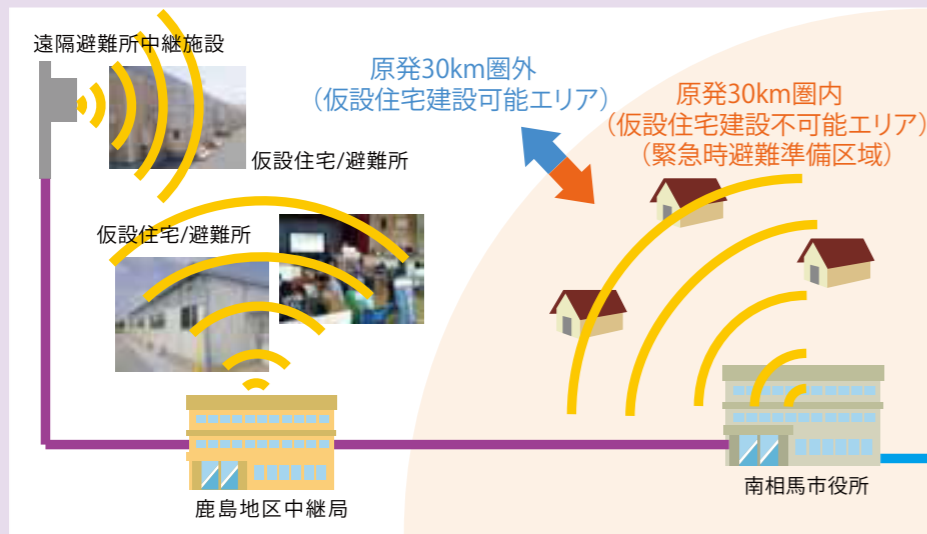 遠隔避難所中継施設
仮設住宅/避難所
仮設住宅/避難所
鹿島地区中継局
原発30km圏外
（仮設住宅建設可能エリア）
原発30km圏内
（仮設住宅建設不可能エリア）
（緊急時避難準備区域）
南相馬市役所